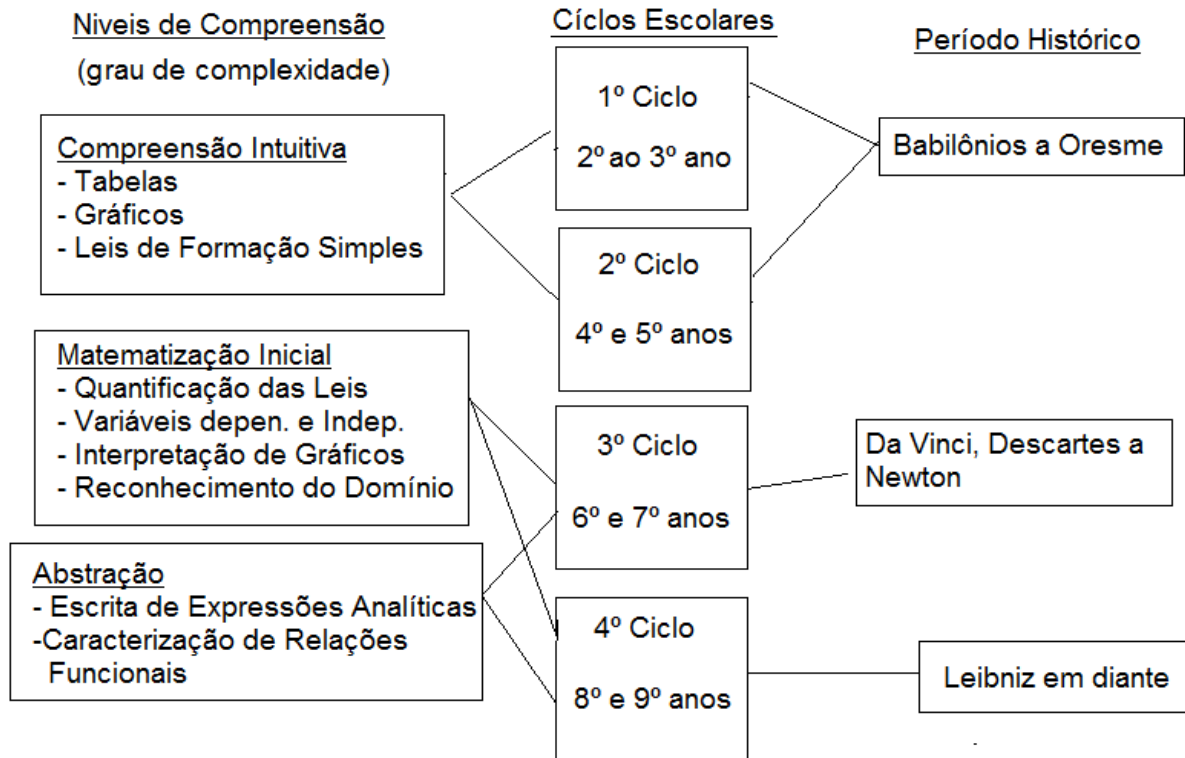 Niveis de Compreensão
(grau de complexidade)
Compreensão Intuitiva
- Tabelas
- Gráficos
- Leis de Formação Simples
Matematização Inicial
- Quantificação das Leis
- Variáveis depen. e Indep.
- Interpretação de Gráficos
- Reconhecimento do Domínio
Abstração
- Escrita de Expressões Analíticas
-Caracterização de Relações
Funcionais
Cíclos Escolares
1º Ciclo
2º ao 3º ano
2º Ciclo
4º e 5º anos
3º Ciclo
6º e 7º anos
4º Ciclo
8º e 9º anos
Período Histórico
Babilônios a Oresme
Da Vinci, Descartes a
Newton
Leibniz em diante